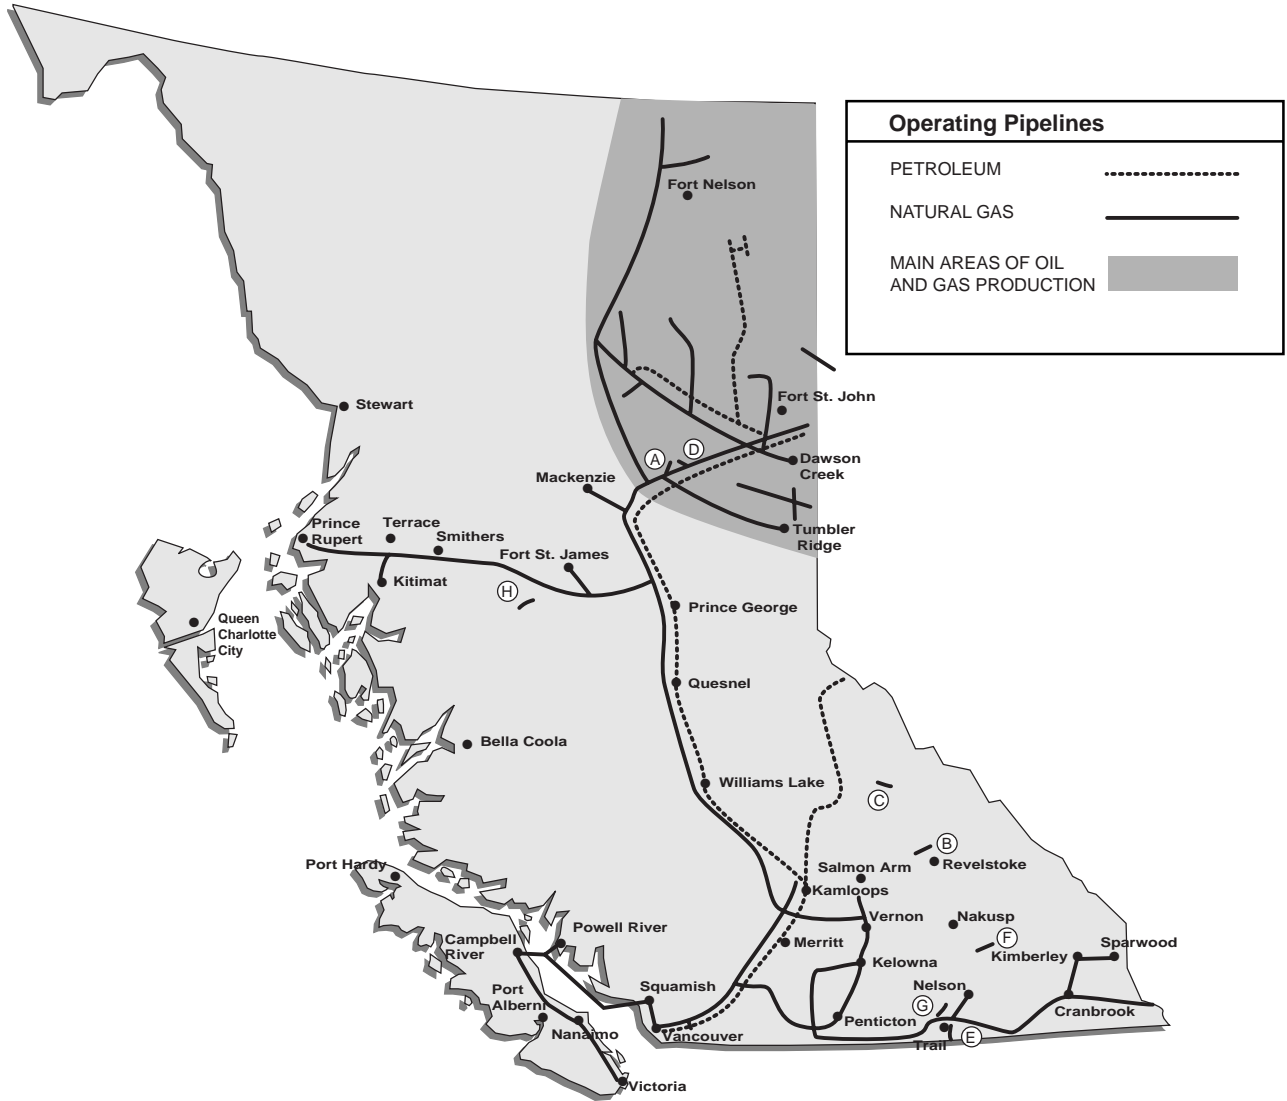 Operating Pipelines
PETROLEUM
NATURAL GAS
MAIN AREAS OF OIL
AND GAS PRODUCTION
Fort Nelson
Fort St. John
Stewart
A
D
Dawson
Creek
Mackenzie
Prince
Rupert
Terrace
Smithers
Tumbler
Ridge
Fort St. James
Kitimat
H
Prince George
Queen
Charlotte
City
Quesnel
Bella Coola
Williams Lake
C
B
Port Hardy
Salmon Arm
Revelstoke
Kamloops
Vernon
Nakusp
Powell River
Campbell
River
Merritt
F
Kimberley
Sparwood
Kelowna
Squamish
Nelson
Port
Alberni
G
Cranbrook
Penticton
Nanaimo
Vancouver
Trail
E
Victoria